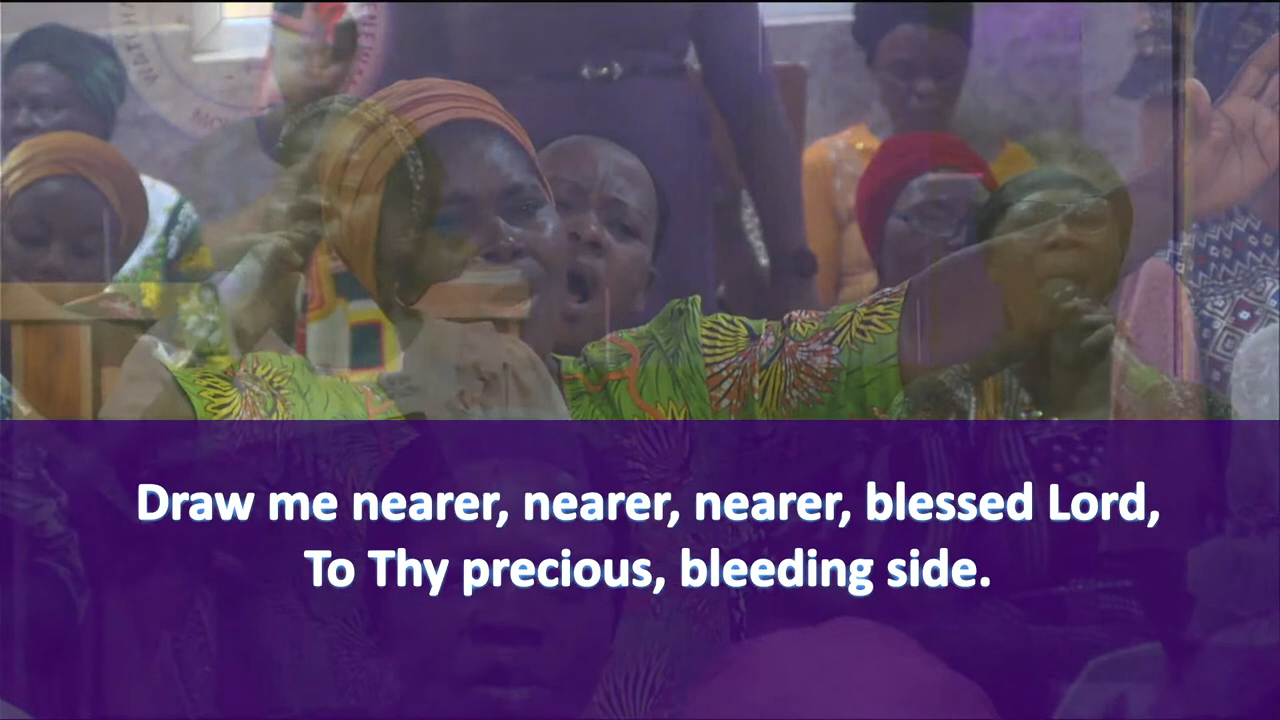 Draw me nearer, nearer, nearer, blessed Lord,
To Thy precious, bleeding side.